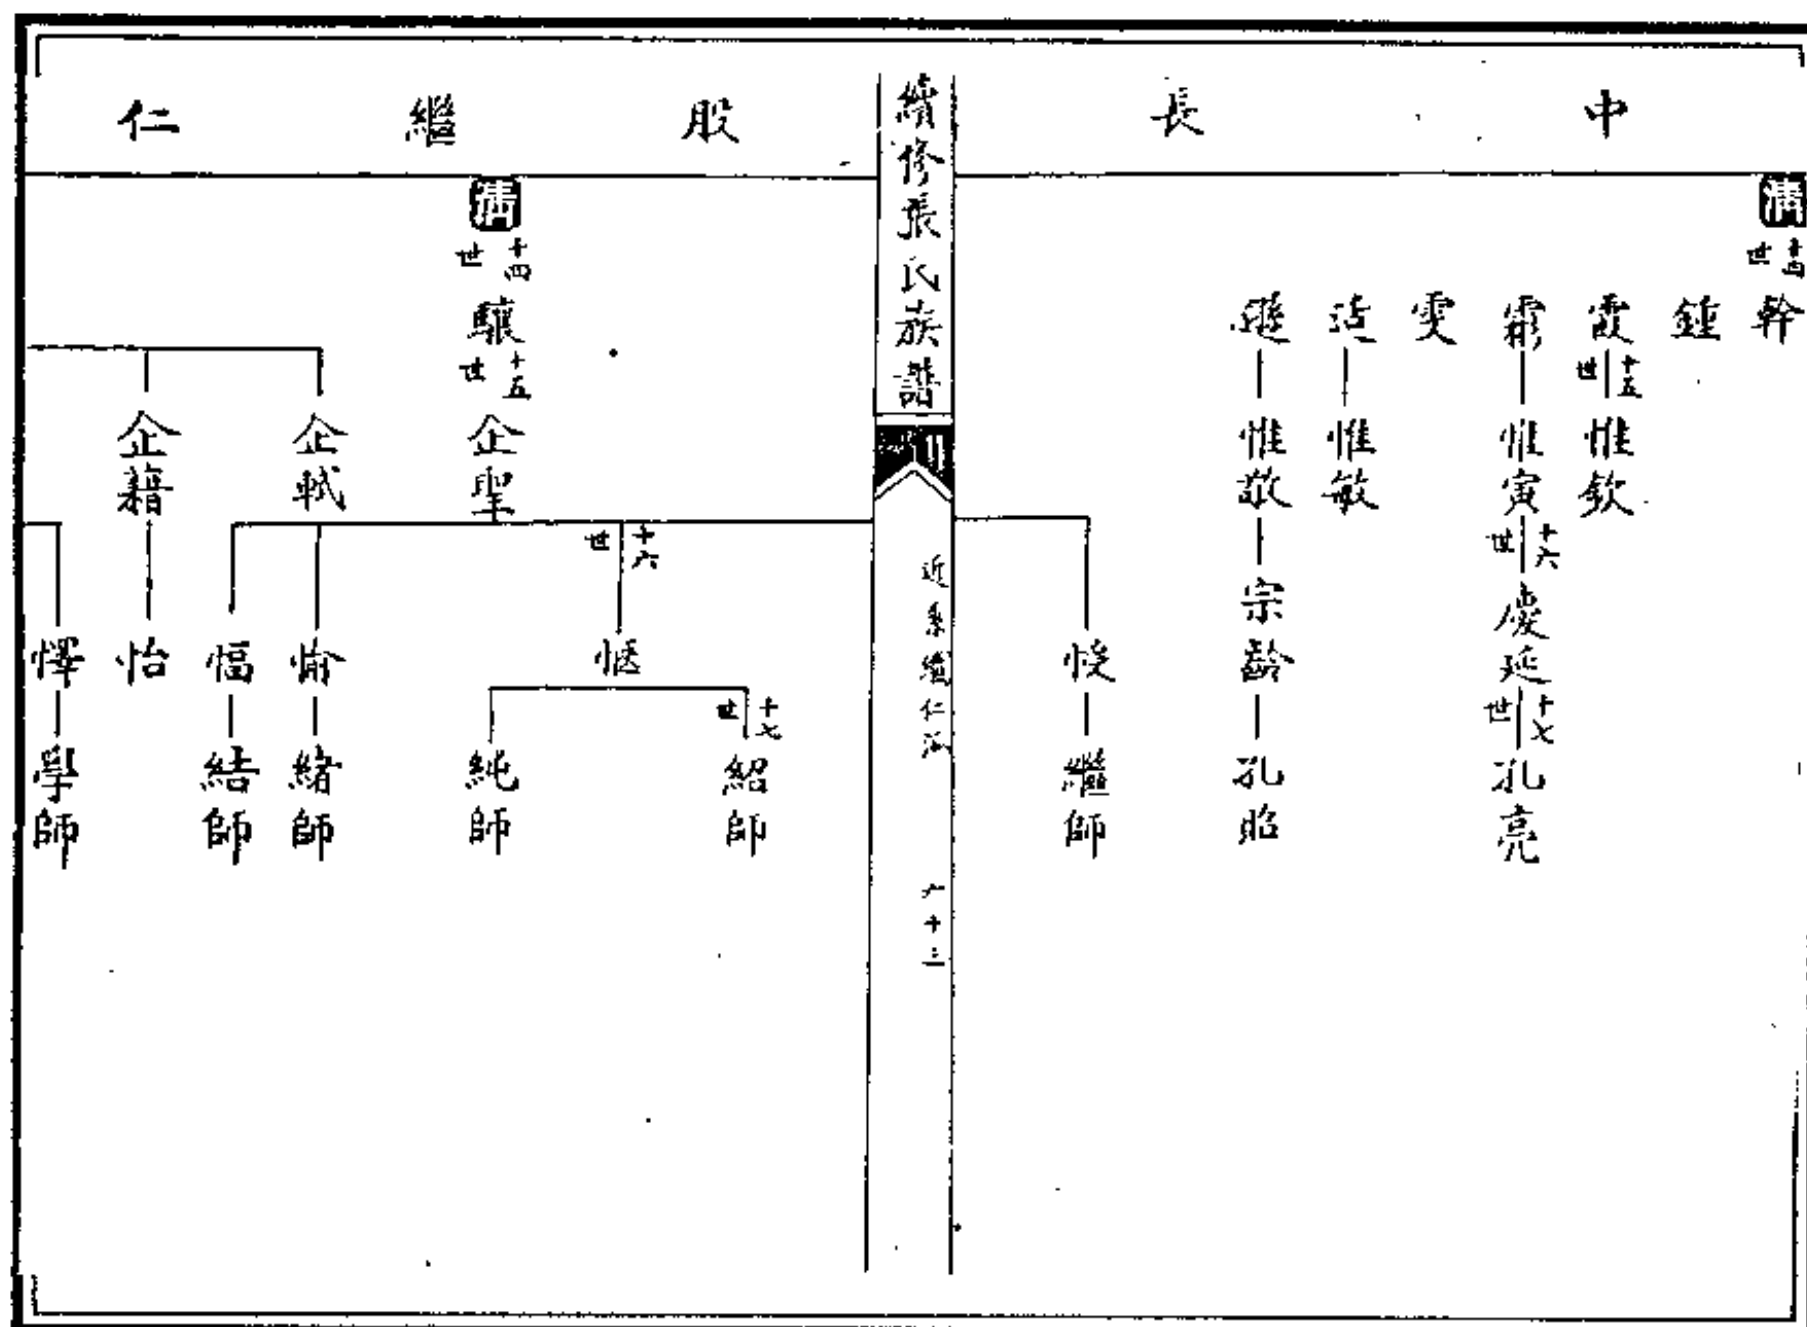 中長
清
十四世
幹
鍾
霞
十五世
惟欽
霦
惟寅
十六世
慶延
十七世
孔亮
雯
适
惟敏
遜
惟敬
宗齡
孔昭
悛
繼師
續修張氏族譜
近系繼仁派
六十三
股繼仁
清
十四世
驤
十五世
企聖
十六世
愜
十七世
紹師
純師
愉
緒師
愊
結師
企軾
企藉
怡
懌
學師